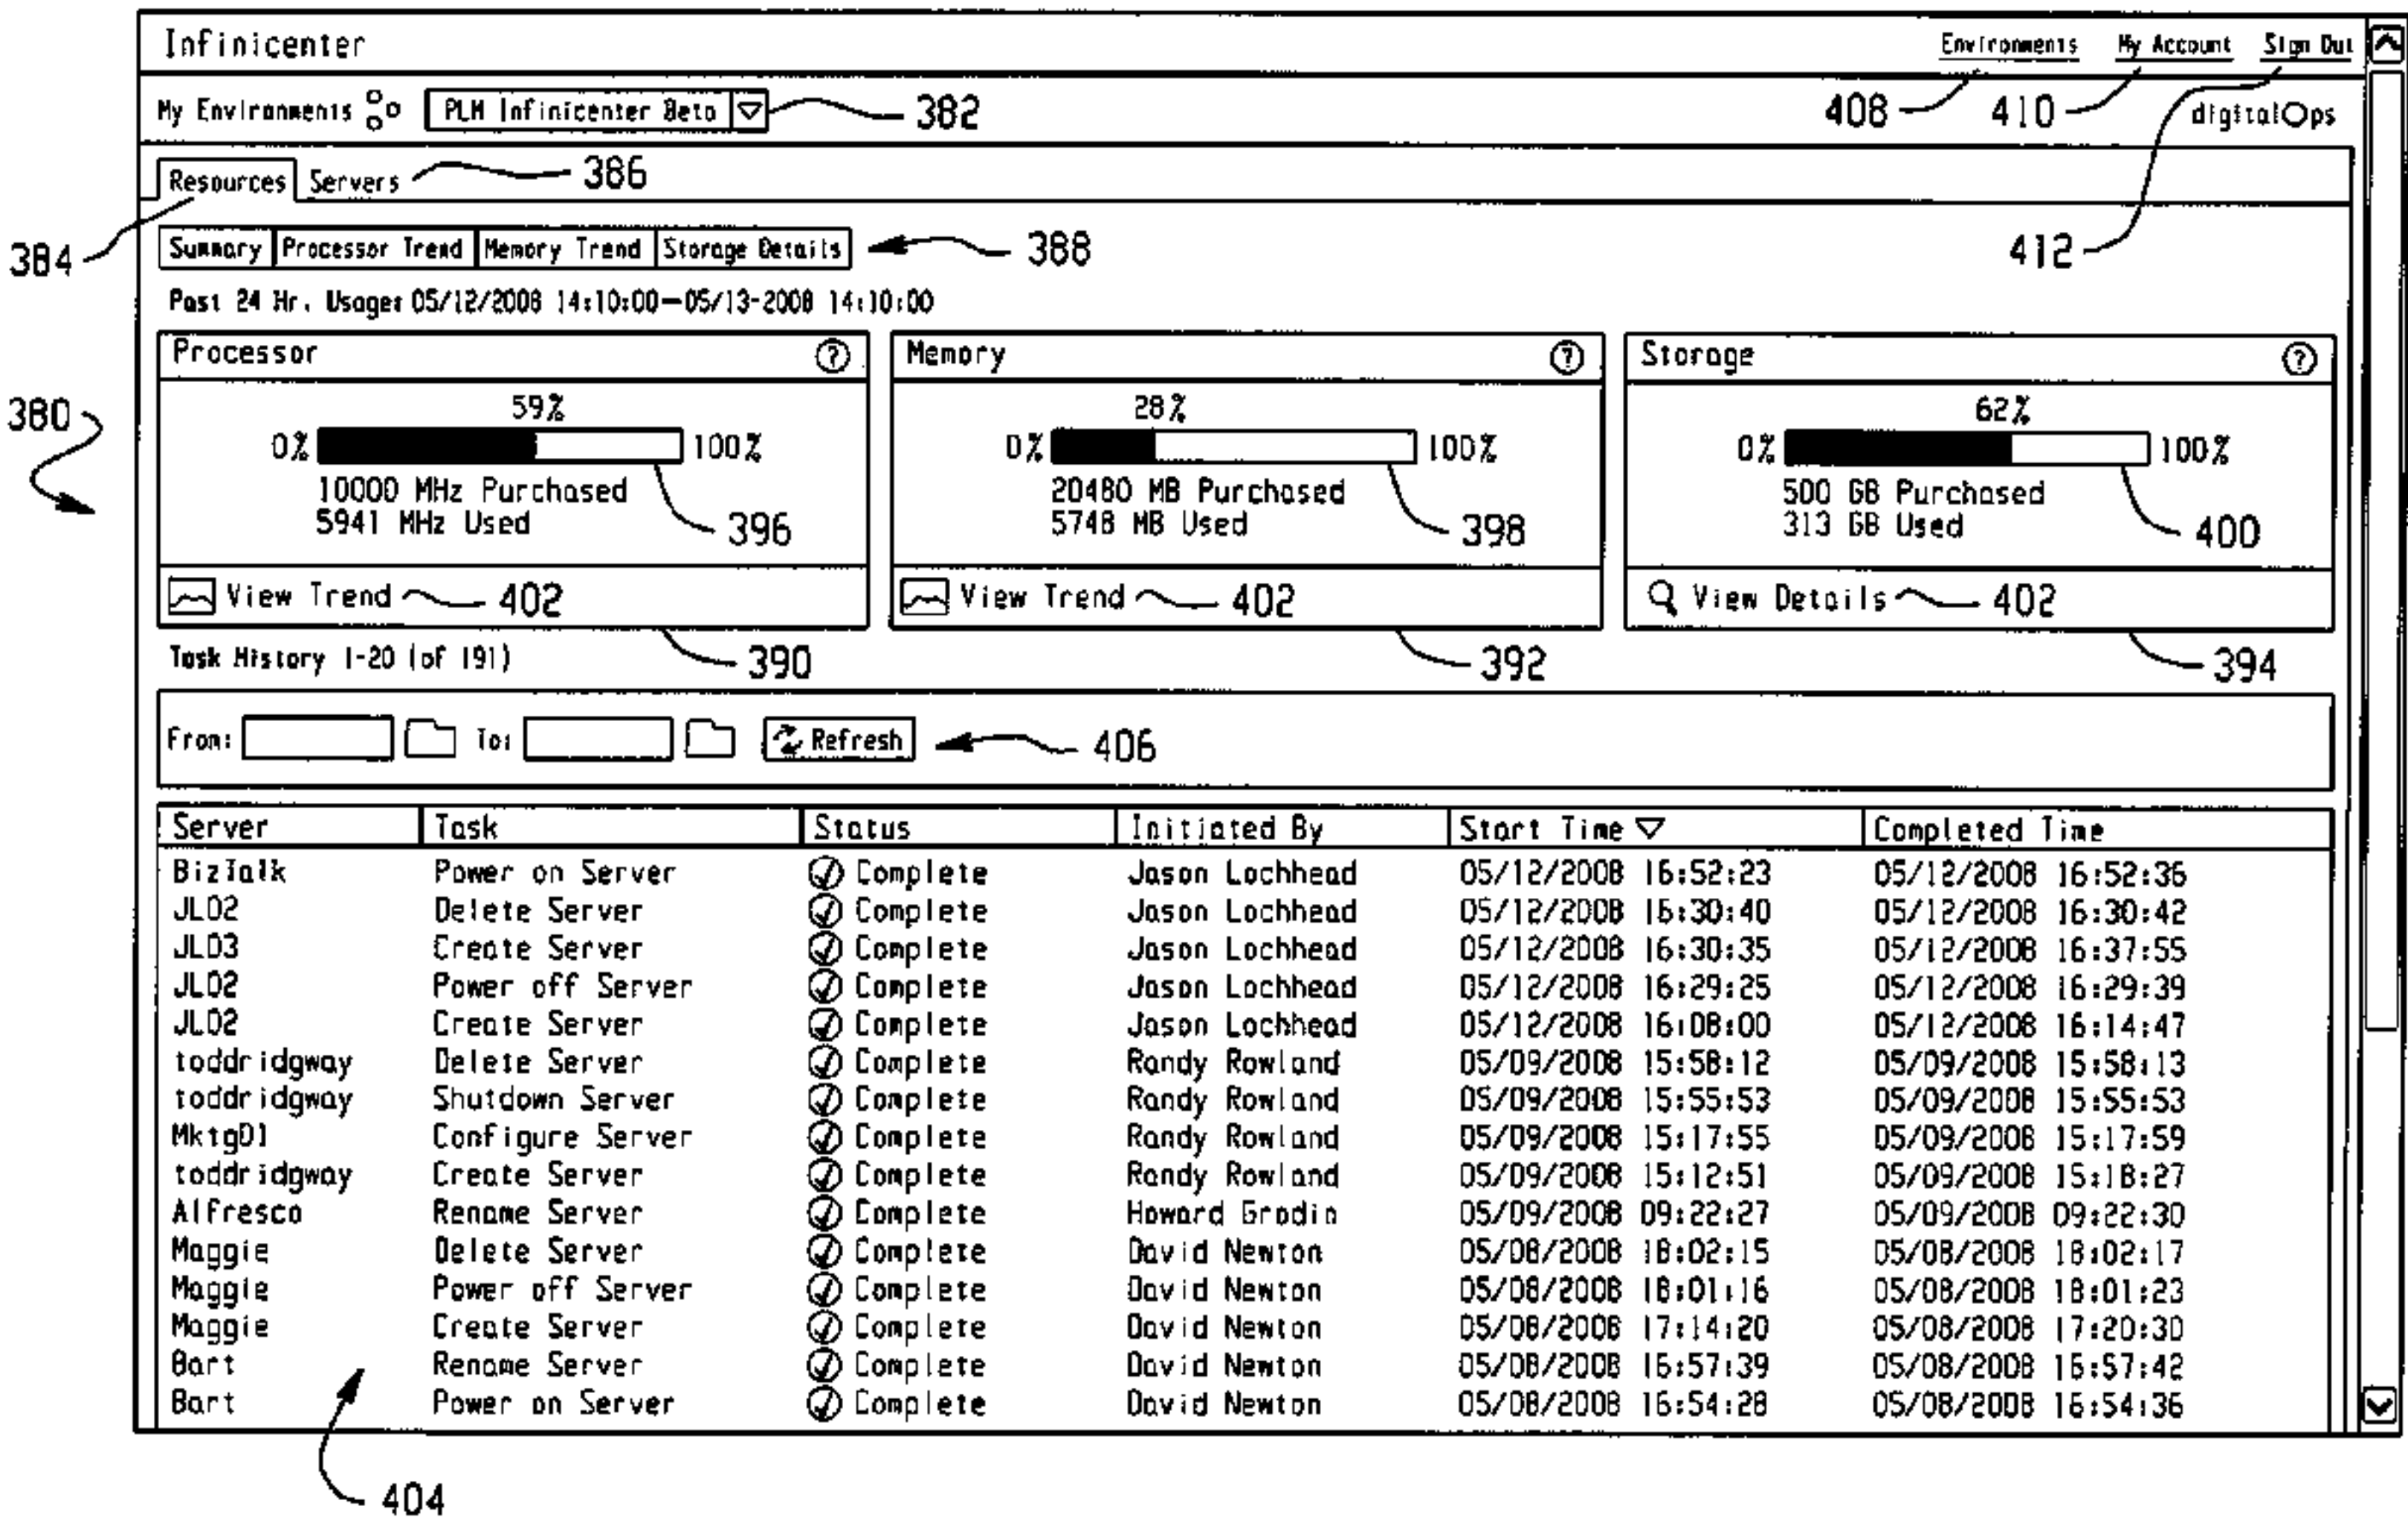 Infinicenter Environments My Account Sign Out
My Environments PLM Infinicenter Beta 382 408 410 digitalOps
Resources Servers 386
384 Summary Processor Trend Memory Trend Storage Details 388 412
Past 24 Hr. Usage: 05/12/2008 14:10:00-05/13-2008 14:10:00
Processor ? Memory ? Storage ?
380 59% 28% 62%
0% 100% 0% 100% 0% 100%
10000 MHz Purchased 20480 MB Purchased 500 GB Purchased
5941 MHz Used 396 5748 MB Used 398 313 GB Used 400
View Trend 402 View Trend 402 View Details 402
Task History 1-20 (of 191) 390 392 394
From: To: Refresh 406
Server Task Status Initiated By Start Time Completed Time
BizTalk Power on Server Complete Jason Lochhead 05/12/2008 16:52:23 05/12/2008 16:52:36
JL02 Delete Server Complete Jason Lochhead 05/12/2008 16:30:40 05/12/2008 16:30:42
JL03 Create Server Complete Jason Lochhead 05/12/2008 16:30:35 05/12/2008 16:37:55
JL02 Power off Server Complete Jason Lochhead 05/12/2008 16:29:25 05/12/2008 16:29:39
JL02 Create Server Complete Jason Lochhead 05/12/2008 16:08:00 05/12/2008 16:14:47
toddridgway Delete Server Complete Randy Rowland 05/09/2008 15:58:12 05/09/2008 15:58:13
toddridgway Shutdown Server Complete Randy Rowland 05/09/2008 15:55:53 05/09/2008 15:55:53
Mktg01 Configure Server Complete Randy Rowland 05/09/2008 15:17:55 05/09/2008 15:17:59
toddridgway Create Server Complete Randy Rowland 05/09/2008 15:12:51 05/09/2008 15:18:27
Alfresco Rename Server Complete Howard Grodin 05/09/2008 09:22:27 05/09/2008 09:22:30
Maggie Delete Server Complete David Newton 05/08/2008 18:02:15 05/08/2008 18:02:17
Maggie Power off Server Complete David Newton 05/08/2008 18:01:16 05/08/2008 18:01:23
Maggie Create Server Complete David Newton 05/08/2008 17:14:20 05/08/2008 17:20:30
Bart Rename Server Complete David Newton 05/08/2008 16:57:39 05/08/2008 16:57:42
Bart Power on Server Complete David Newton 05/08/2008 16:54:28 05/08/2008 16:54:36
404